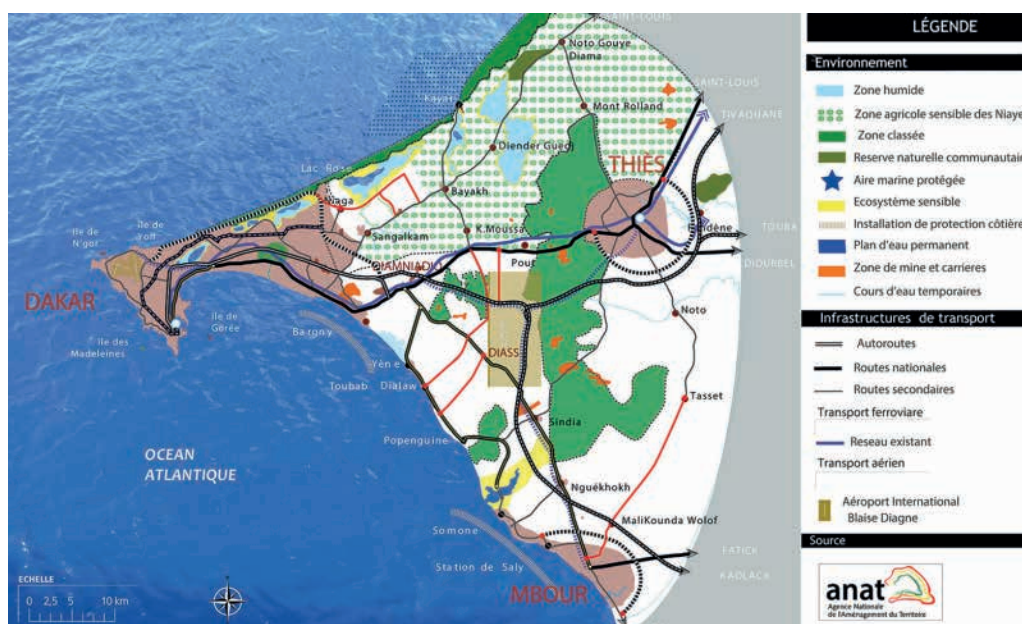 SAINT-LOUIS
Noto Gouye
Diama
SAINT-LOUIS
Mont Rolland
TIVAOUANE
Diender Guedj
THIÈS
Lac Rose
Bayakh
Niaga
Sangalkam
K.Moussa
TOUBA
Ile de
N'gor
Ile de
Yoff
DIAMNIADIO
Pout
DIOURBEL
DAKAR
Ile de
Gorée
Ile des
Madeleines
Bargny
Noto
Yène
DIASS
Toubab Dialaw
Tasset
Sindia
Popenguine
OCEAN
ATLANTIQUE
Nguékhokh
MaliKounda Wolof
Somone
FATICK
Station de Saly
KAOLACK
MBOUR
ECHELLE
0 2,5 5 10 km
LÉGENDE
Environnement
Zone humide
Zone agricole sensible des Niaye
Zone classée
Reserve naturelle communautair
Aire marine protégée
Ecosystème sensible
Installation de protection côtière
Plan d'eau permanent
Zone de mine et carrieres
Cours d'eau temporaires
Infrastructures de transport
Autoroutes
Routes nationales
Routes secondaires
Transport ferroviare
Reseau existant
Transport aérien
Aéroport International
Blaise Diagne
Source
anat
Agence Nationale
de l'Aménagement du Territoire